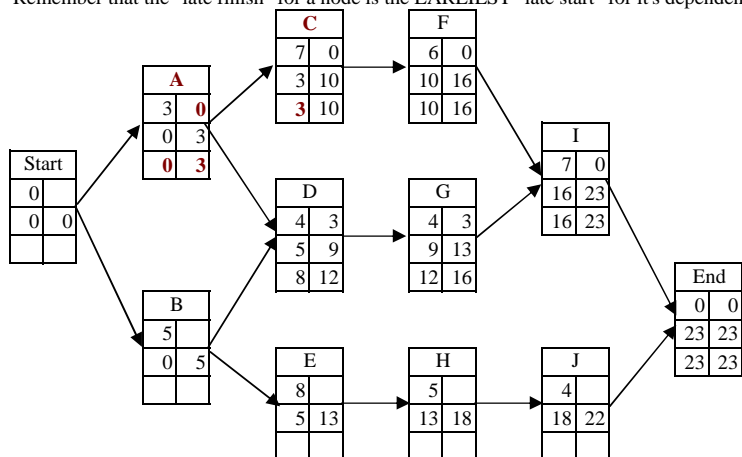 Remember that the "late finish" for a node is the EARLIEST "late start" for it's dependen
C
7 0
3 10
3 10
F
6 0
10 16
10 16
A
3 0
0 3
0 3
I
7 0
16 23
16 23
Start
0
0 0
D
4 3
5 9
8 12
G
4 3
9 13
12 16
End
0 0
23 23
23 23
B
5
0 5
E
8
5 13
H
5
13 18
J
4
18 22